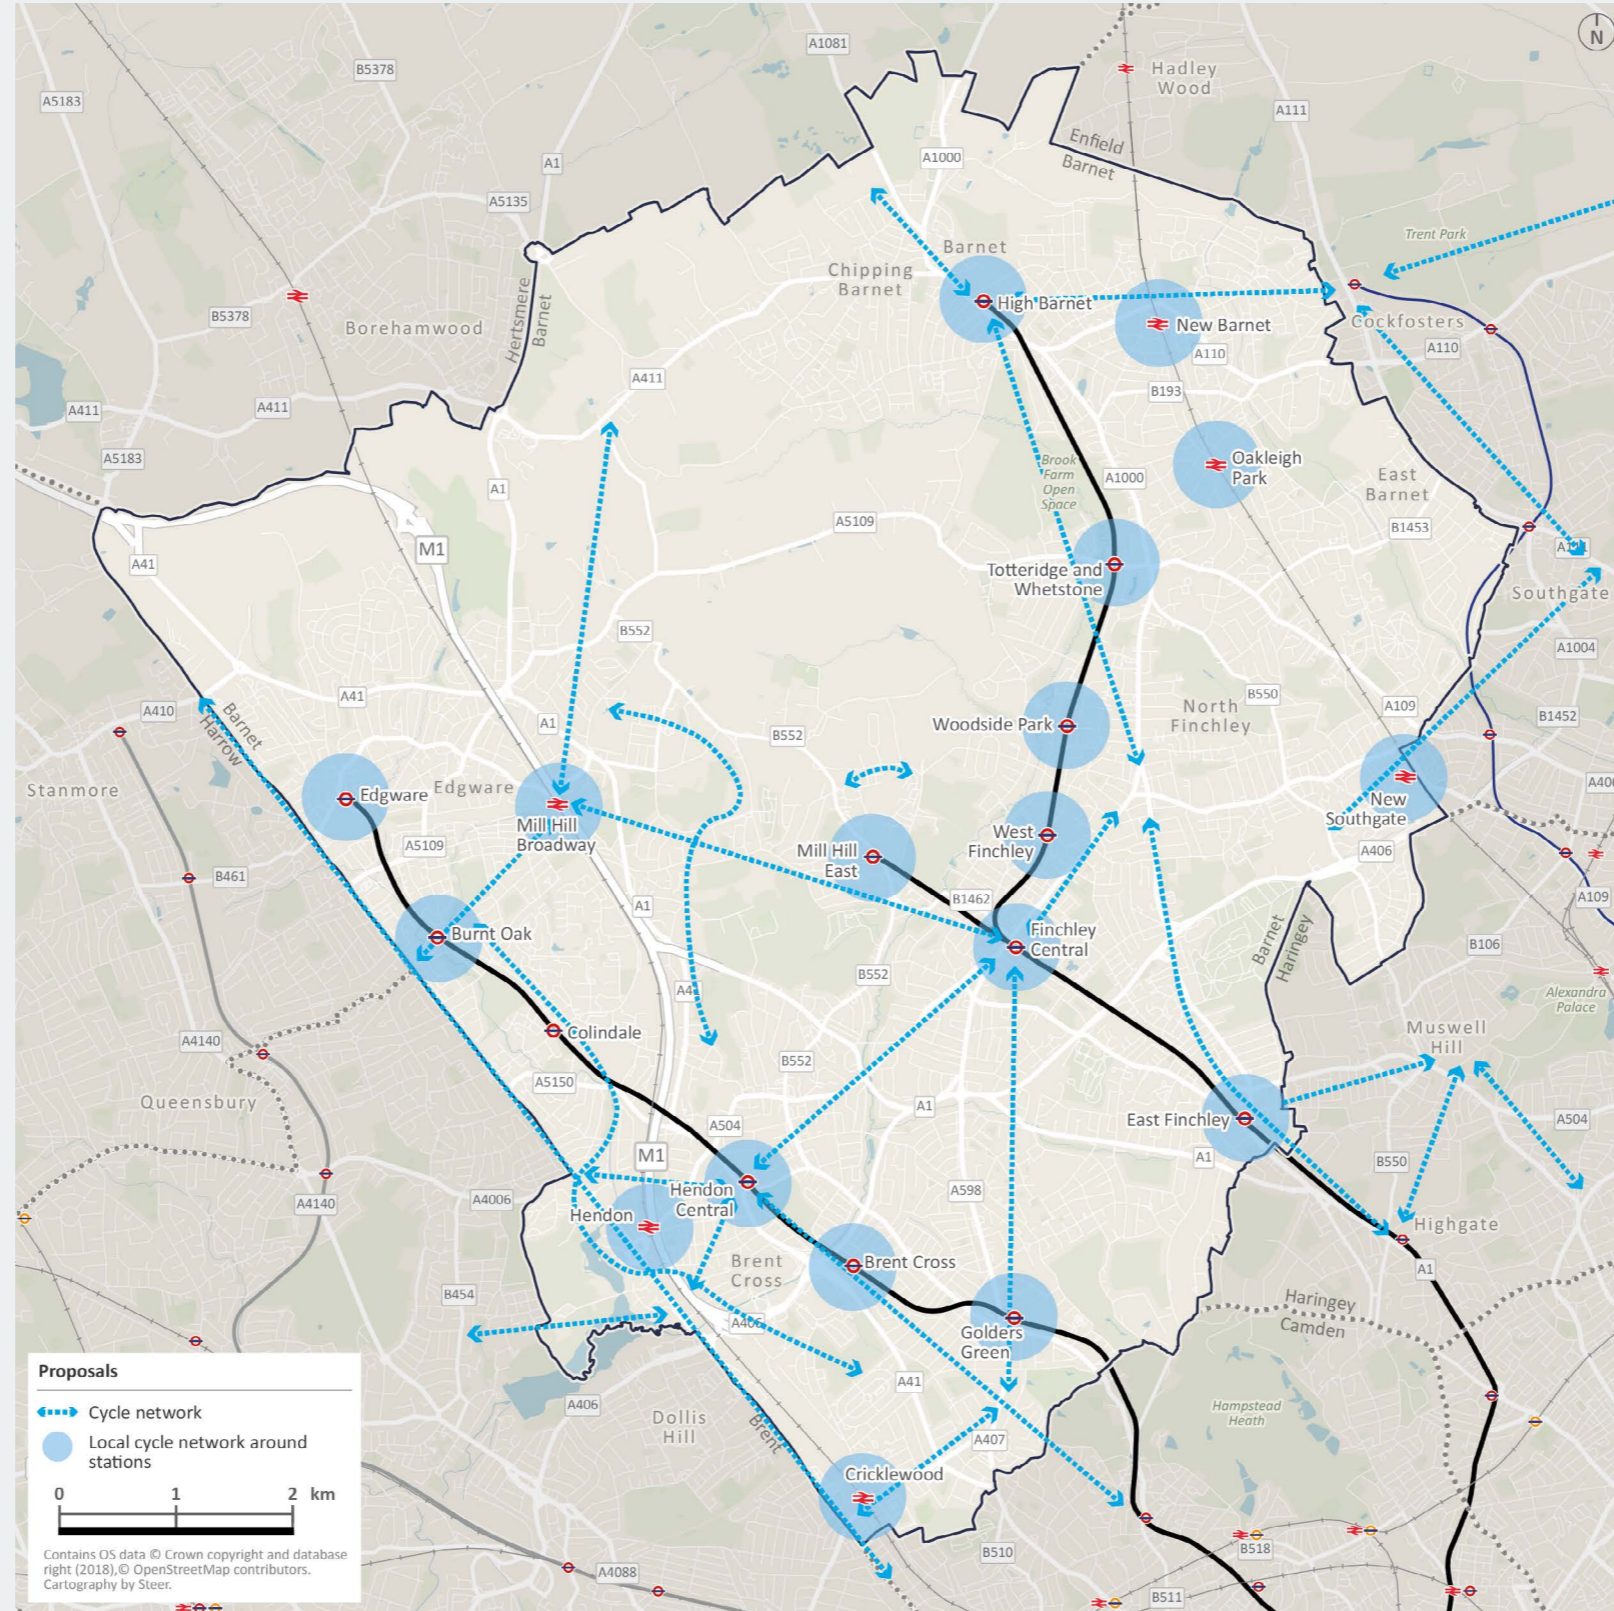 N
A1081
B5378
Hadley
Wood
A5183
A111
Enfield
Barnet
A1
A1000
A5135
Trent Park
Barnet
Chipping
Barnet
Hertsmere
Barnet
High Barnet
B5378
Borehamwood
New Barnet
Cockfosters
A110
A110
A411
B193
A411
A411
A5183
Oakleigh
Park
Brook
Farm
Open
Space
A1000
East
Barnet
A1
A5109
B1453
M1
A41
Totteridge and
Whetstone
Southgate
B552
A1004
A41
B550
A410
Barnet
Harrow
A1
B552
Woodside Park
North
Finchley
A109
B1452
Stanmore
Edgware
Edgware
New
Southgate
Mill Hill
Broadway
A5109
West
Finchley
Mill Hill
East
A406
B461
A1
B1462
A109
Burnt Oak
Finchley
Central
Barnet
Haringey
B106
B552
Alexandra
Palace
Colindale
Muswell
Hill
A4140
B552
A5150
Queensbury
A1
A504
East Finchley
A504
M1
A1
B550
A4140
A4006
Hendon
Central
A598
Hendon
Highgate
Brent
Cross
Brent Cross
A1
B454
A406
Haringey
Camden
Golders
Green
A41
A406
Dollis
Hill
Brent
Hampstead
Heath
A407
Cricklewood
B510
B518
A4088
B511
Proposals
Cycle network
Local cycle network around
stations
0 1 2 km
Contains OS data © Crown copyright and database
right (2018),© OpenStreetMap contributors.
Cartography by Steer.